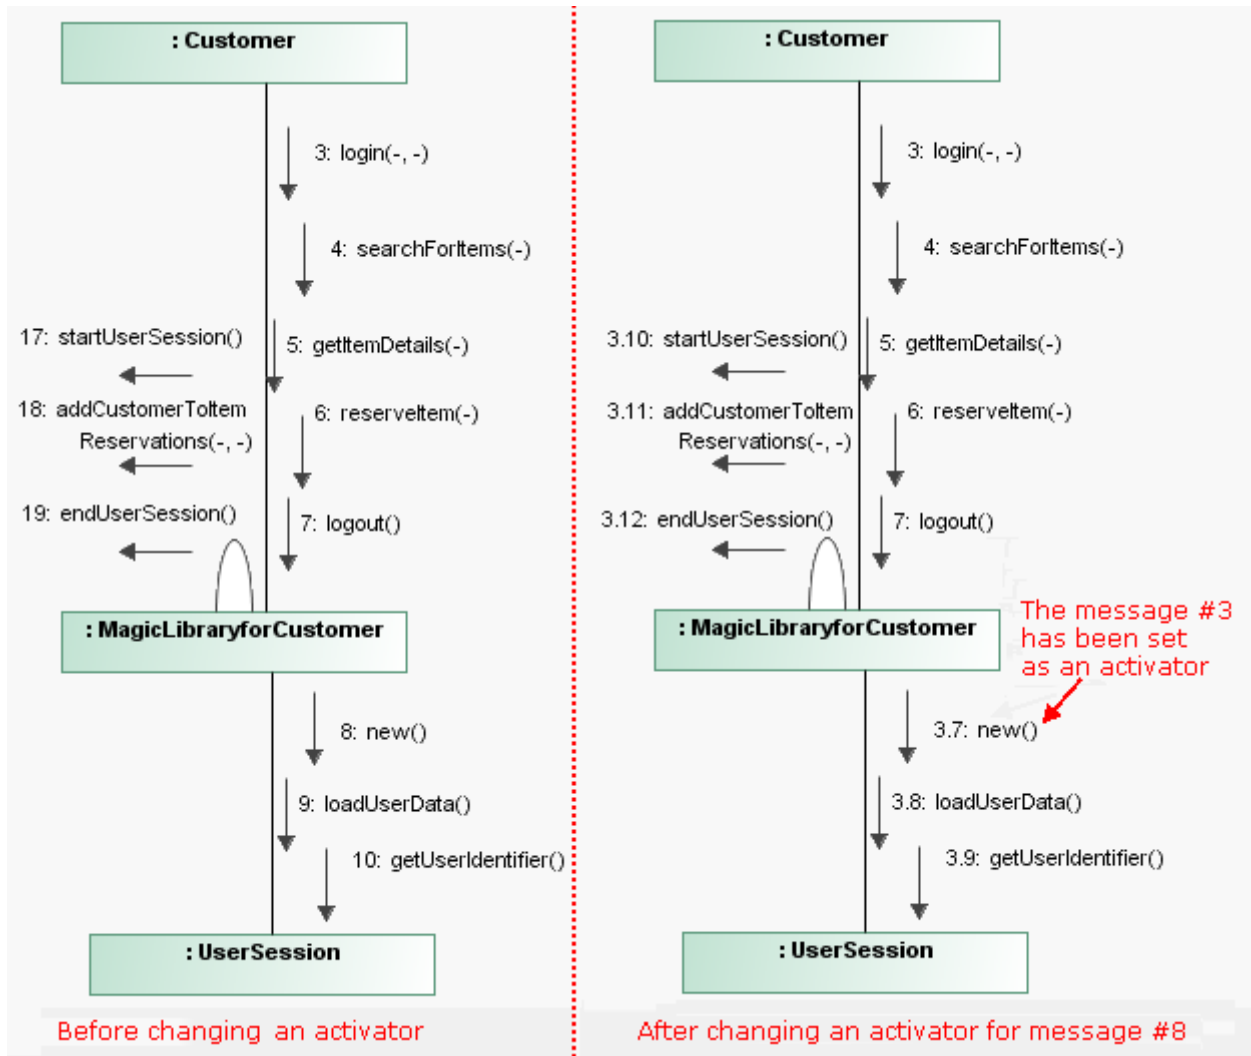 : Customer
3: login(-, -)
4: searchForItems(-)
17: startUserSession()
5: getItemDetails(-)
18: addCustomerToItem
Reservations(-, -)
6: reserveItem(-)
19: endUserSession()
7: logout()
: MagicLibraryforCustomer
8: new()
9: loadUserData()
10: getUserIdentifier()
: UserSession
Before changing an activator
: Customer
3: login(-, -)
4: searchForItems(-)
3.10: startUserSession()
5: getItemDetails(-)
3.11: addCustomerToItem
Reservations(-, -)
6: reserveItem(-)
3.12: endUserSession()
7: logout()
: MagicLibraryforCustomer
The message #3
has been set
as an activator
3.7: new()
3.8: loadUserData()
3.9: getUserIdentifier()
: UserSession
After changing an activator for message #8